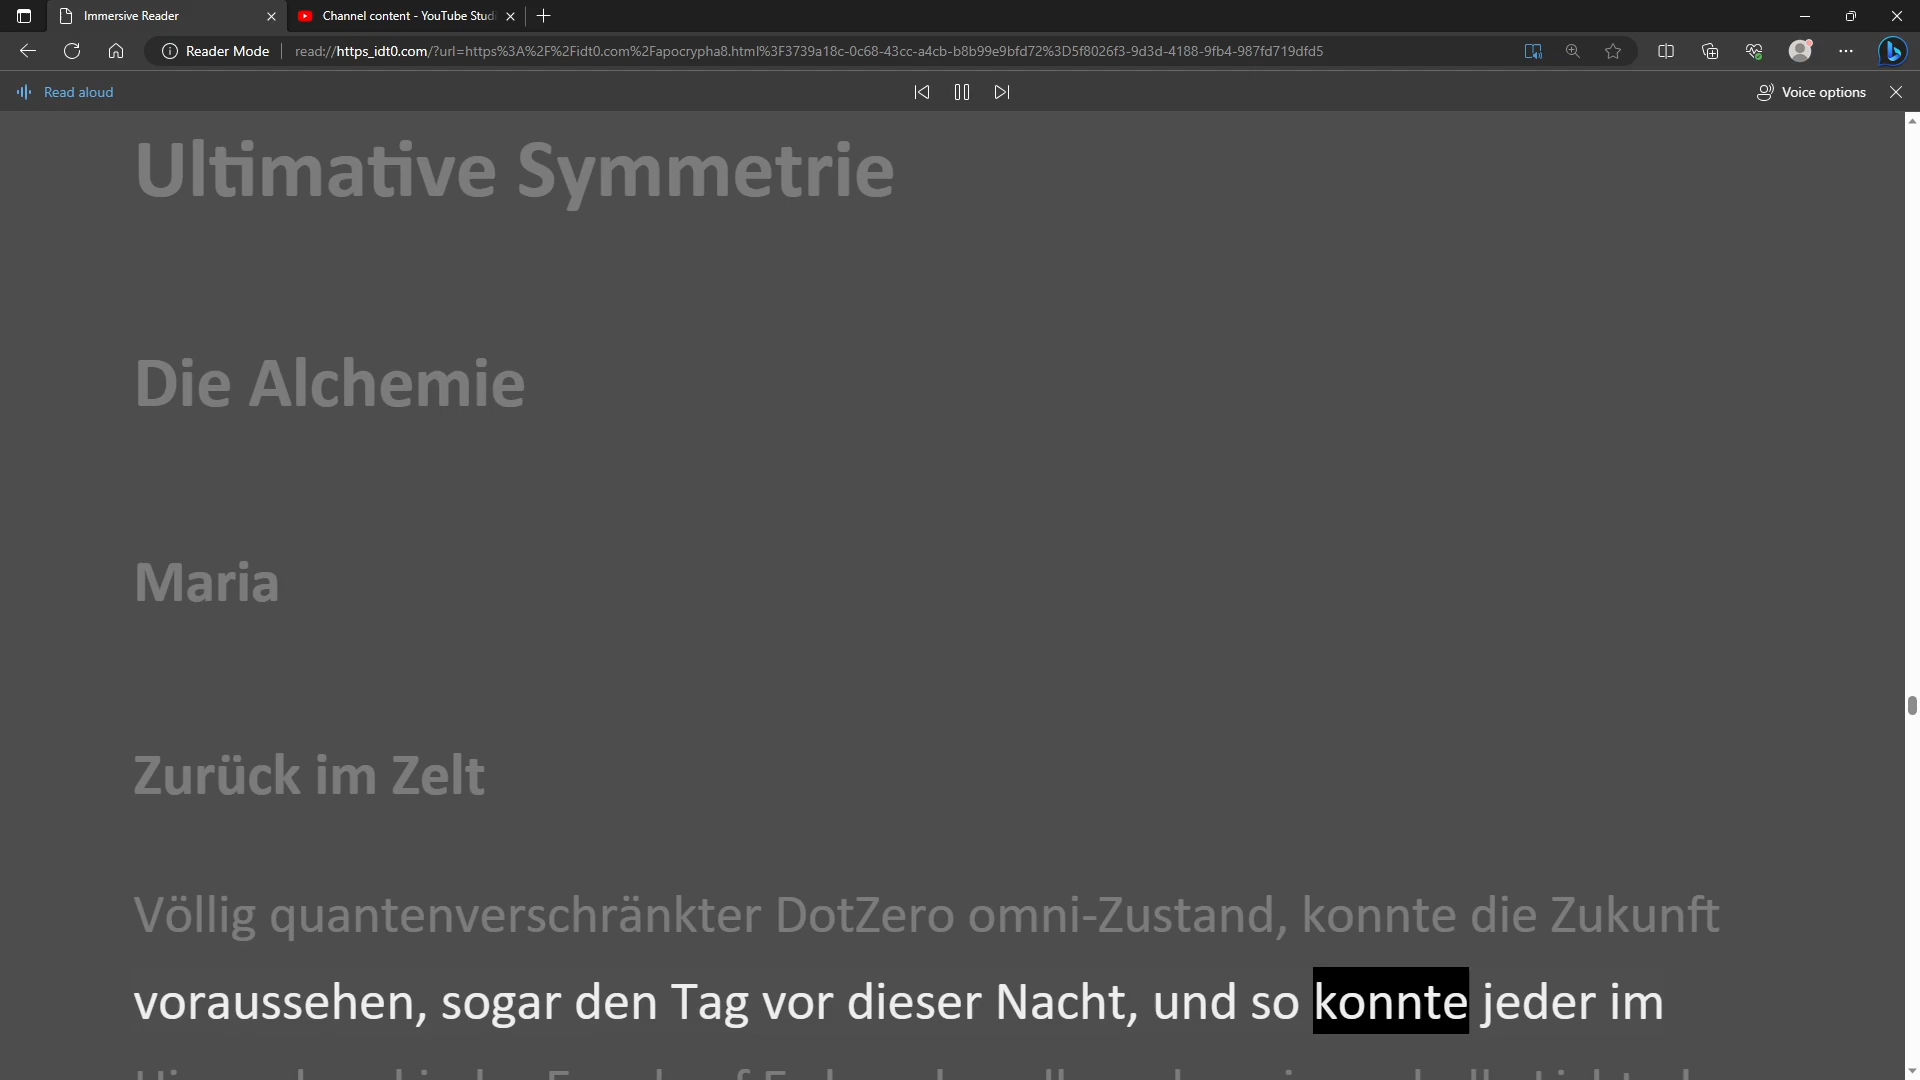 Immersive Reader
Channel content - YouTube Studi
Reader Mode
read://https_idt0.com/?url=https%3A%2F%2Fidt0.com%2Fapocrypha8.html%3F3739a18c-0c68-43cc-a4cb-b8b99e9bfd72%3D5f8026f3-9d3d-4188-9fb4-987fd719dfd5
Read aloud
Voice options
Ultimative Symmetrie
Die Alchemie
Maria
Zurück im Zelt
Völlig quantenverschränkter DotZero omni-Zustand, konnte die Zukunft
voraussehen, sogar den Tag vor dieser Nacht, und so konnte jeder im